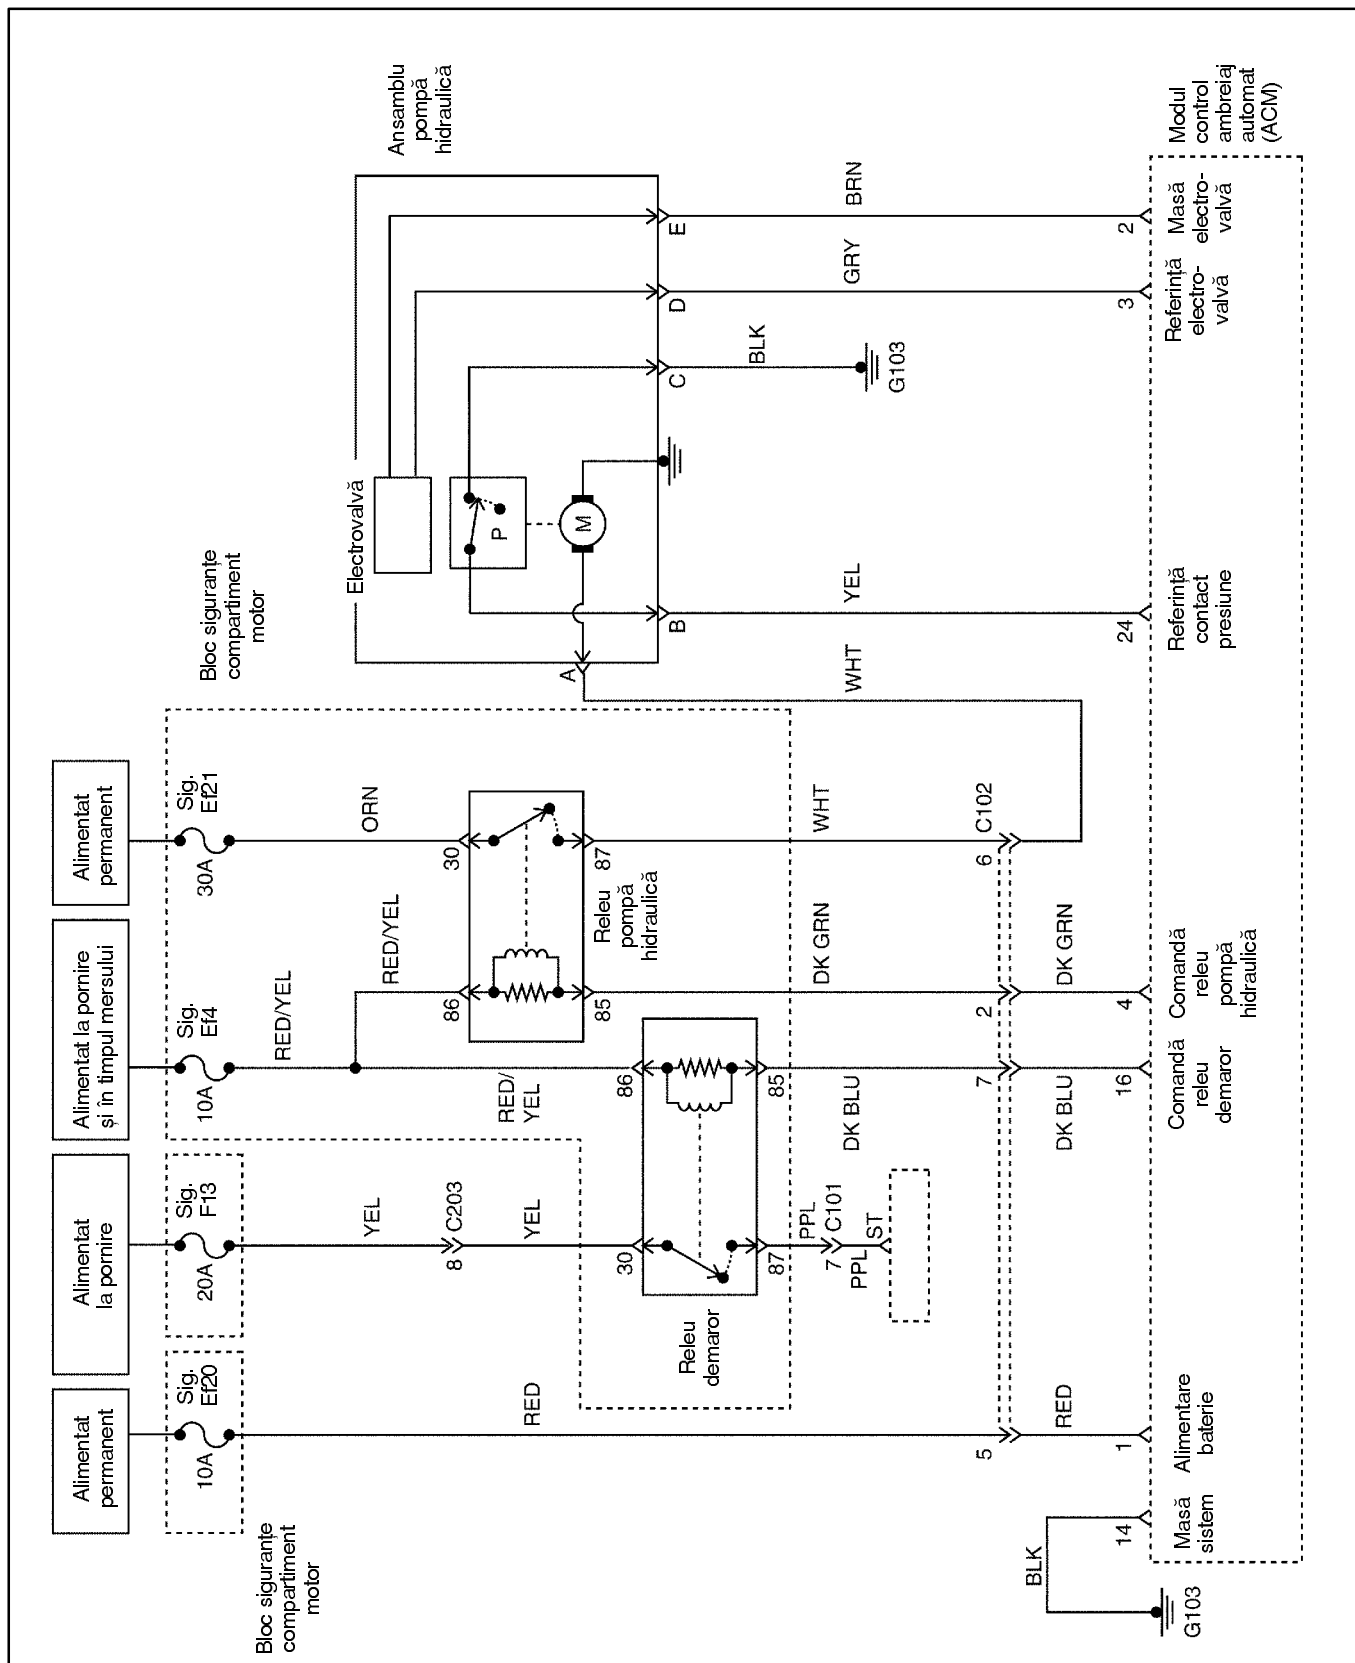 Alimentat
permanent
Alimentat
la pornire
Alimentat la pornire
și în timpul mersului
Alimentat
permanent
Bloc siguranțe
compartiment
motor
Sig.
Ef20
10A
Sig.
F13
20A
Sig.
Ef4
10A
Sig.
Ef21
30A
Bloc siguranțe
compartiment
motor
YEL
8
C203
YEL
RED/YEL
RED/YEL
RED/
YEL
ORN
RED
Releu
demaror
30
87
86
85
86
85
30
87
Releu
pompă
hidraulică
PPL
7
C101
PPL
ST
DK BLU
DK GRN
WHT
WHT
5
7
2
6
C102
RED
DK BLU
DK GRN
Ansamblu
pompă
hidraulică
Electrovalvă
P
M
A
B
C
D
E
YEL
BLK
G103
GRY
BRN
BLK
G103
14
1
16
4
24
3
2
Masă
sistem
Alimentare
baterie
Comandă
releu
demaror
Comandă
releu
pompă
hidraulică
Referință
contact
presiune
Referință
electro-
valvă
Masă
electro-
valvă
Modul
control
ambreiaj
automat
(ACM)